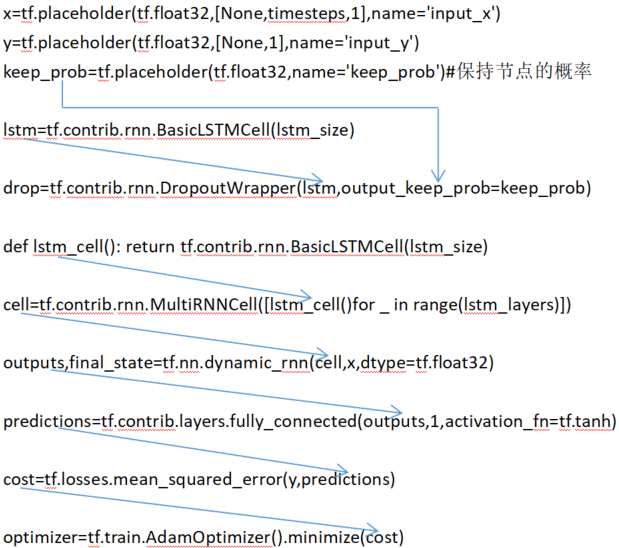 x=tf.placeholder(tf.float32,[None,timesteps,1],name='input_x')
y=tf.placeholder(tf.float32,[None,1],name='input_y')
keep_prob=tf.placeholder(tf.float32,name='keep_prob')#保持节点的概率
lstm=tf.contrib.rnn.BasicLSTMCell(lstm_size)
drop=tf.contrib.rnn.DropoutWrapper(lstm,output_keep_prob=keep_prob)
def lstm_cell(): return tf.contrib.rnn.BasicLSTMCell(lstm_size)
cell=tf.contrib.rnn.MultiRNNCell([lstm_cell()for _ in range(lstm_layers)])
outputs,final_state=tf.nn.dynamic_rnn(cell,x,dtype=tf.float32)
predictions=tf.contrib.layers.fully_connected(outputs,1,activation_fn=tf.tanh)
cost=tf.losses.mean_squared_error(y,predictions)
optimizer=tf.train.AdamOptimizer().minimize(cost)